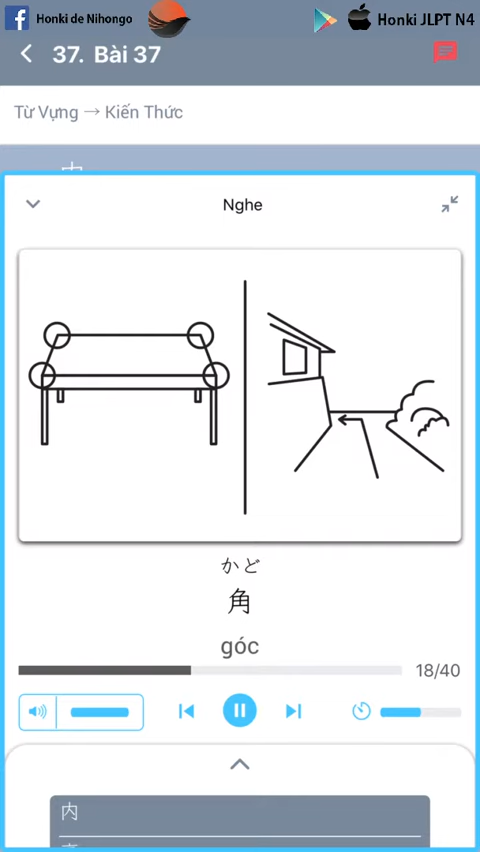 Honki de Nihongo
Honki JLPT N4
37. Bài 37
Từ Vựng → Kiến Thức
内
Nghe
かど
角
góc
18/40
内